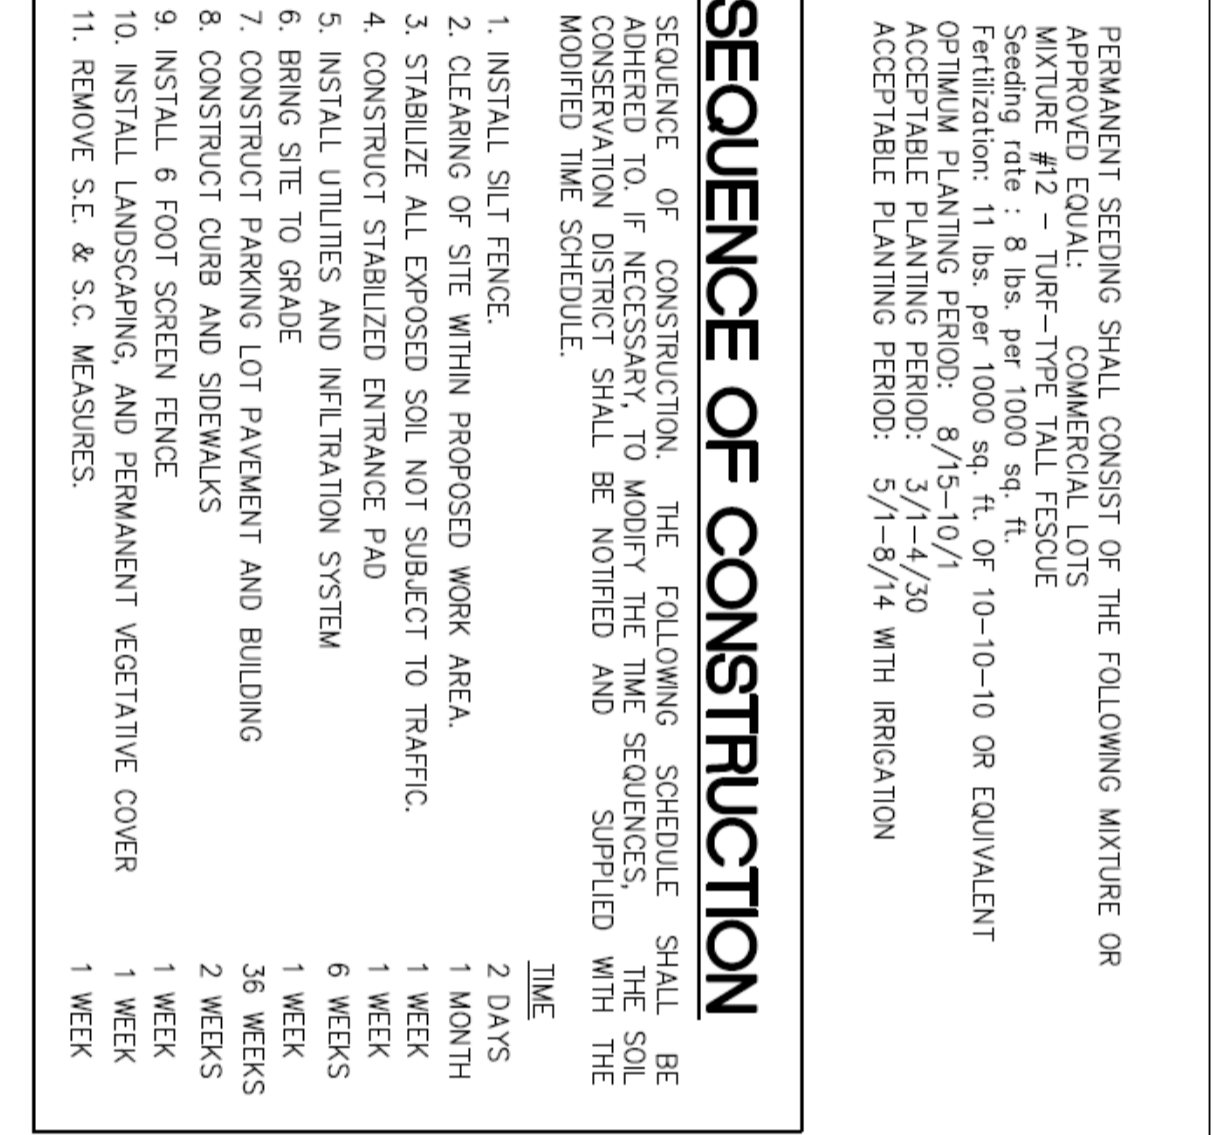 PERMANENT SEEDING SHALL CONSIST OF THE FOLLOWING MIXTURE OR
APPROVED EQUAL: COMMERCIAL LOTS
MIXTURE #12 – TURF–TYPE TALL FESCUE
Seeding rate : 8 lbs. per 1000 sq. ft.
Fertilization: 11 lbs. per 1000 sq. ft. OF 10–10–10 OR EQUIVALENT
OPTIMUM PLANTING PERIOD: 8/15–10/1
ACCEPTABLE PLANTING PERIOD: 3/1–4/30
ACCEPTABLE PLANTING PERIOD: 5/1–8/14 WITH IRRIGATION
SEQUENCE OF CONSTRUCTION
SEQUENCE OF CONSTRUCTION. THE FOLLOWING SCHEDULE SHALL BE
ADHERED TO. IF NECESSARY, TO MODIFY THE TIME SEQUENCES, THE SOIL
CONSERVATION DISTRICT SHALL BE NOTIFIED AND SUPPLIED WITH THE
MODIFIED TIME SCHEDULE.
TIME
1. INSTALL SILT FENCE. 2 DAYS
2. CLEARING OF SITE WITHIN PROPOSED WORK AREA. 1 MONTH
3. STABILIZE ALL EXPOSED SOIL NOT SUBJECT TO TRAFFIC. 1 WEEK
4. CONSTRUCT STABILIZED ENTRANCE PAD 1 WEEK
5. INSTALL UTILITIES AND INFILTRATION SYSTEM 6 WEEKS
6. BRING SITE TO GRADE 1 WEEK
7. CONSTRUCT PARKING LOT PAVEMENT AND BUILDING 36 WEEKS
8. CONSTRUCT CURB AND SIDEWALKS 2 WEEKS
9. INSTALL 6 FOOT SCREEN FENCE 1 WEEK
10. INSTALL LANDSCAPING, AND PERMANENT VEGETATIVE COVER 1 WEEK
11. REMOVE S.E. & S.C. MEASURES. 1 WEEK